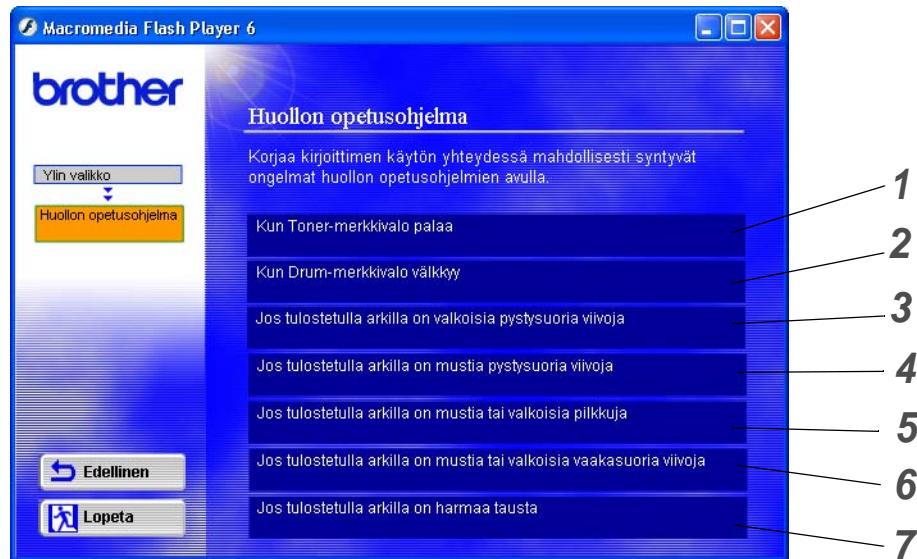 Macromedia Flash Player 6
brother
Huollon opetusohjelma
Korjaa kirjoittimen käytön yhteydessä mahdollisesti syntyvät
ongelmat huollon opetusohjelmien avulla.
Ylin valikko
Huollon opetusohjelma
Kun Toner-merkkivalo palaa
1
Kun Drum-merkkivalo välkkyy
2
Jos tulostetulla arkilla on valkoisia pystysuoria viivoja
3
Jos tulostetulla arkilla on mustia pystysuoria viivoja
4
Jos tulostetulla arkilla on mustia tai valkoisia pilkkuja
5
Jos tulostetulla arkilla on mustia tai valkoisia vaakasuoria viivoja
6
Jos tulostetulla arkilla on harmaa tausta
7
Edellinen
Lopeta